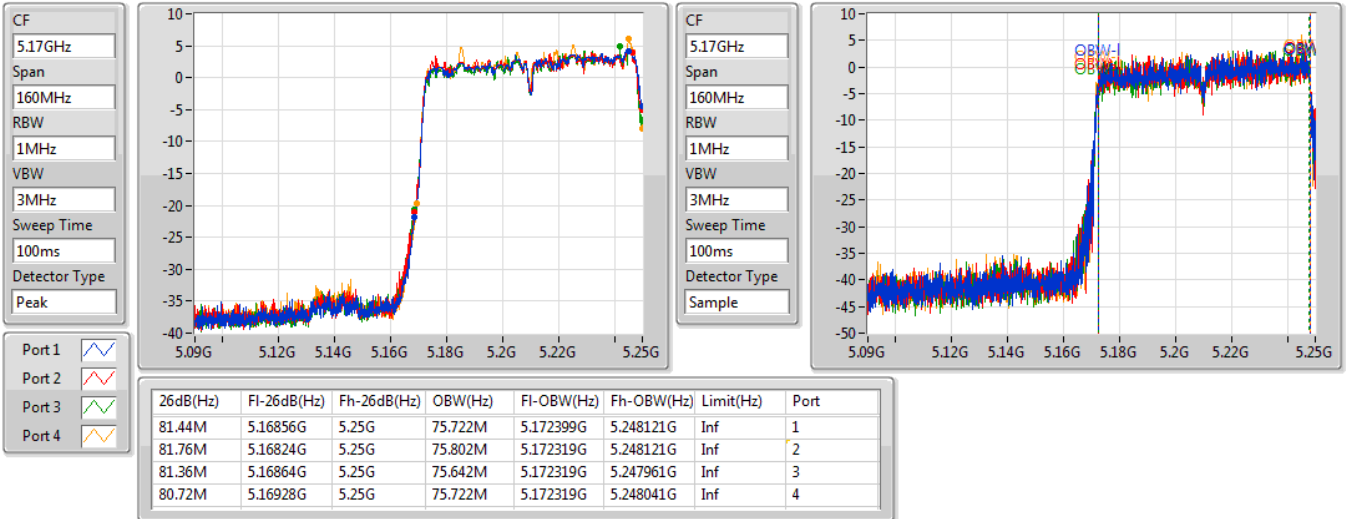 CF
5.17GHz
Span
160MHz
RBW
1MHz
VBW
3MHz
Sweep Time
100ms
Detector Type
Peak
10
5
0
-5
-10
-15
-20
-25
-30
-35
-40
5.09G 5.12G 5.14G 5.16G 5.18G 5.2G 5.22G 5.25G
CF
5.17GHz
Span
160MHz
RBW
1MHz
VBW
3MHz
Sweep Time
100ms
Detector Type
Sample
10
5
0
-5
-10
-15
-20
-25
-30
-35
-40
-45
-50
OBW-l
5.09G 5.12G 5.14G 5.16G 5.18G 5.2G 5.22G 5.25G
Port 1
Port 2
Port 3
Port 4
26dB(Hz) Fl-26dB(Hz) Fh-26dB(Hz) OBW(Hz) Fl-OBW(Hz) Fh-OBW(Hz) Limit(Hz) Port
81.44M 5.16856G 5.25G 75.722M 5.172399G 5.248121G Inf 1
81.76M 5.16824G 5.25G 75.802M 5.172319G 5.248121G Inf 2
81.36M 5.16864G 5.25G 75.642M 5.172319G 5.247961G Inf 3
80.72M 5.16928G 5.25G 75.722M 5.172319G 5.248041G Inf 4